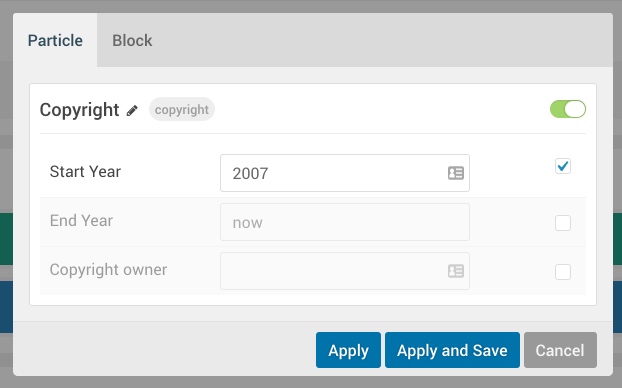 Particle Block
Copyright copyright
Start Year 2007
End Year now
Copyright owner
Apply Apply and Save Cancel